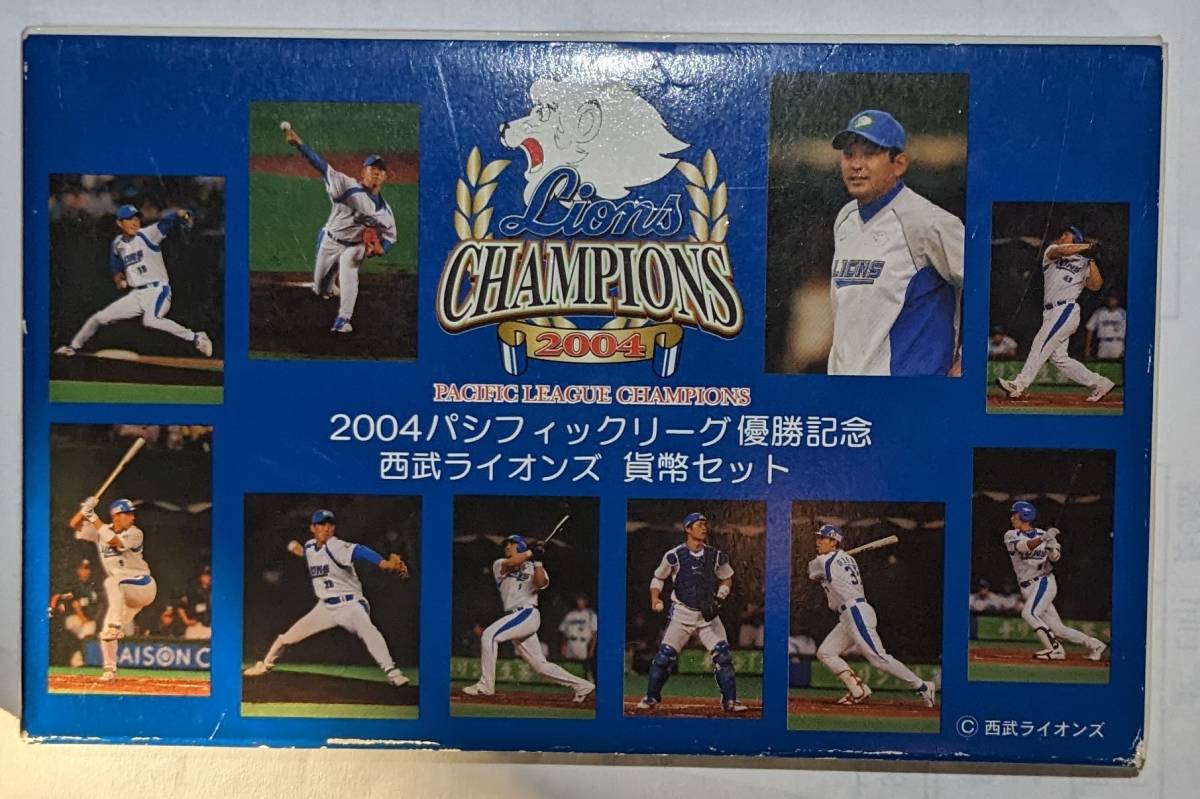 Lions
CHAMPIONS
2004
PACIFIC LEAGUE CHAMPIONS
2004パシフィックリーグ優勝記念
西武ライオンズ 貨幣セット
LIONS
LIONS
AISON C
© 西武ライオンズ